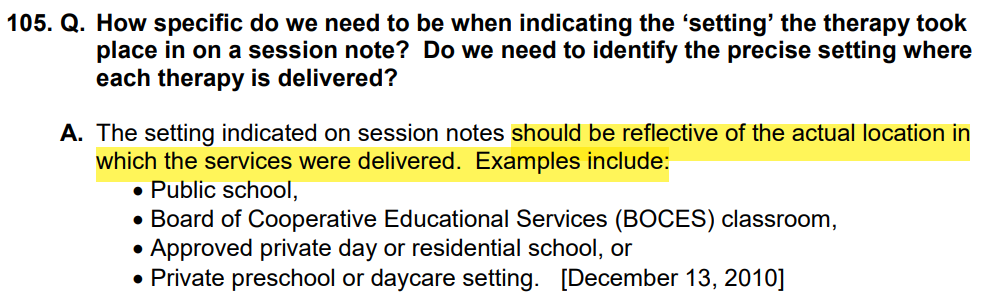 105. Q. How specific do we need to be when indicating the ‘setting’ the therapy took
place in on a session note? Do we need to identify the precise setting where
each therapy is delivered?
A. The setting indicated on session notes should be reflective of the actual location in
which the services were delivered. Examples include:
• Public school,
• Board of Cooperative Educational Services (BOCES) classroom,
• Approved private day or residential school, or
• Private preschool or daycare setting. [December 13, 2010]